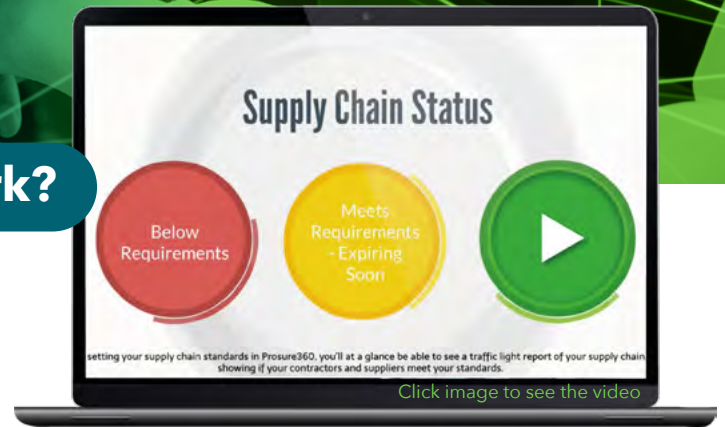 Supply Chain Status
rk?
Below
Requirements
Meets
Requirements
- Expiring
Soon
setting your supply chain standards in Prosure360, you'll at a glance be able to see a traffic light report of your supply chain
showing if your contractors and suppliers meet your standards.
Click image to see the video